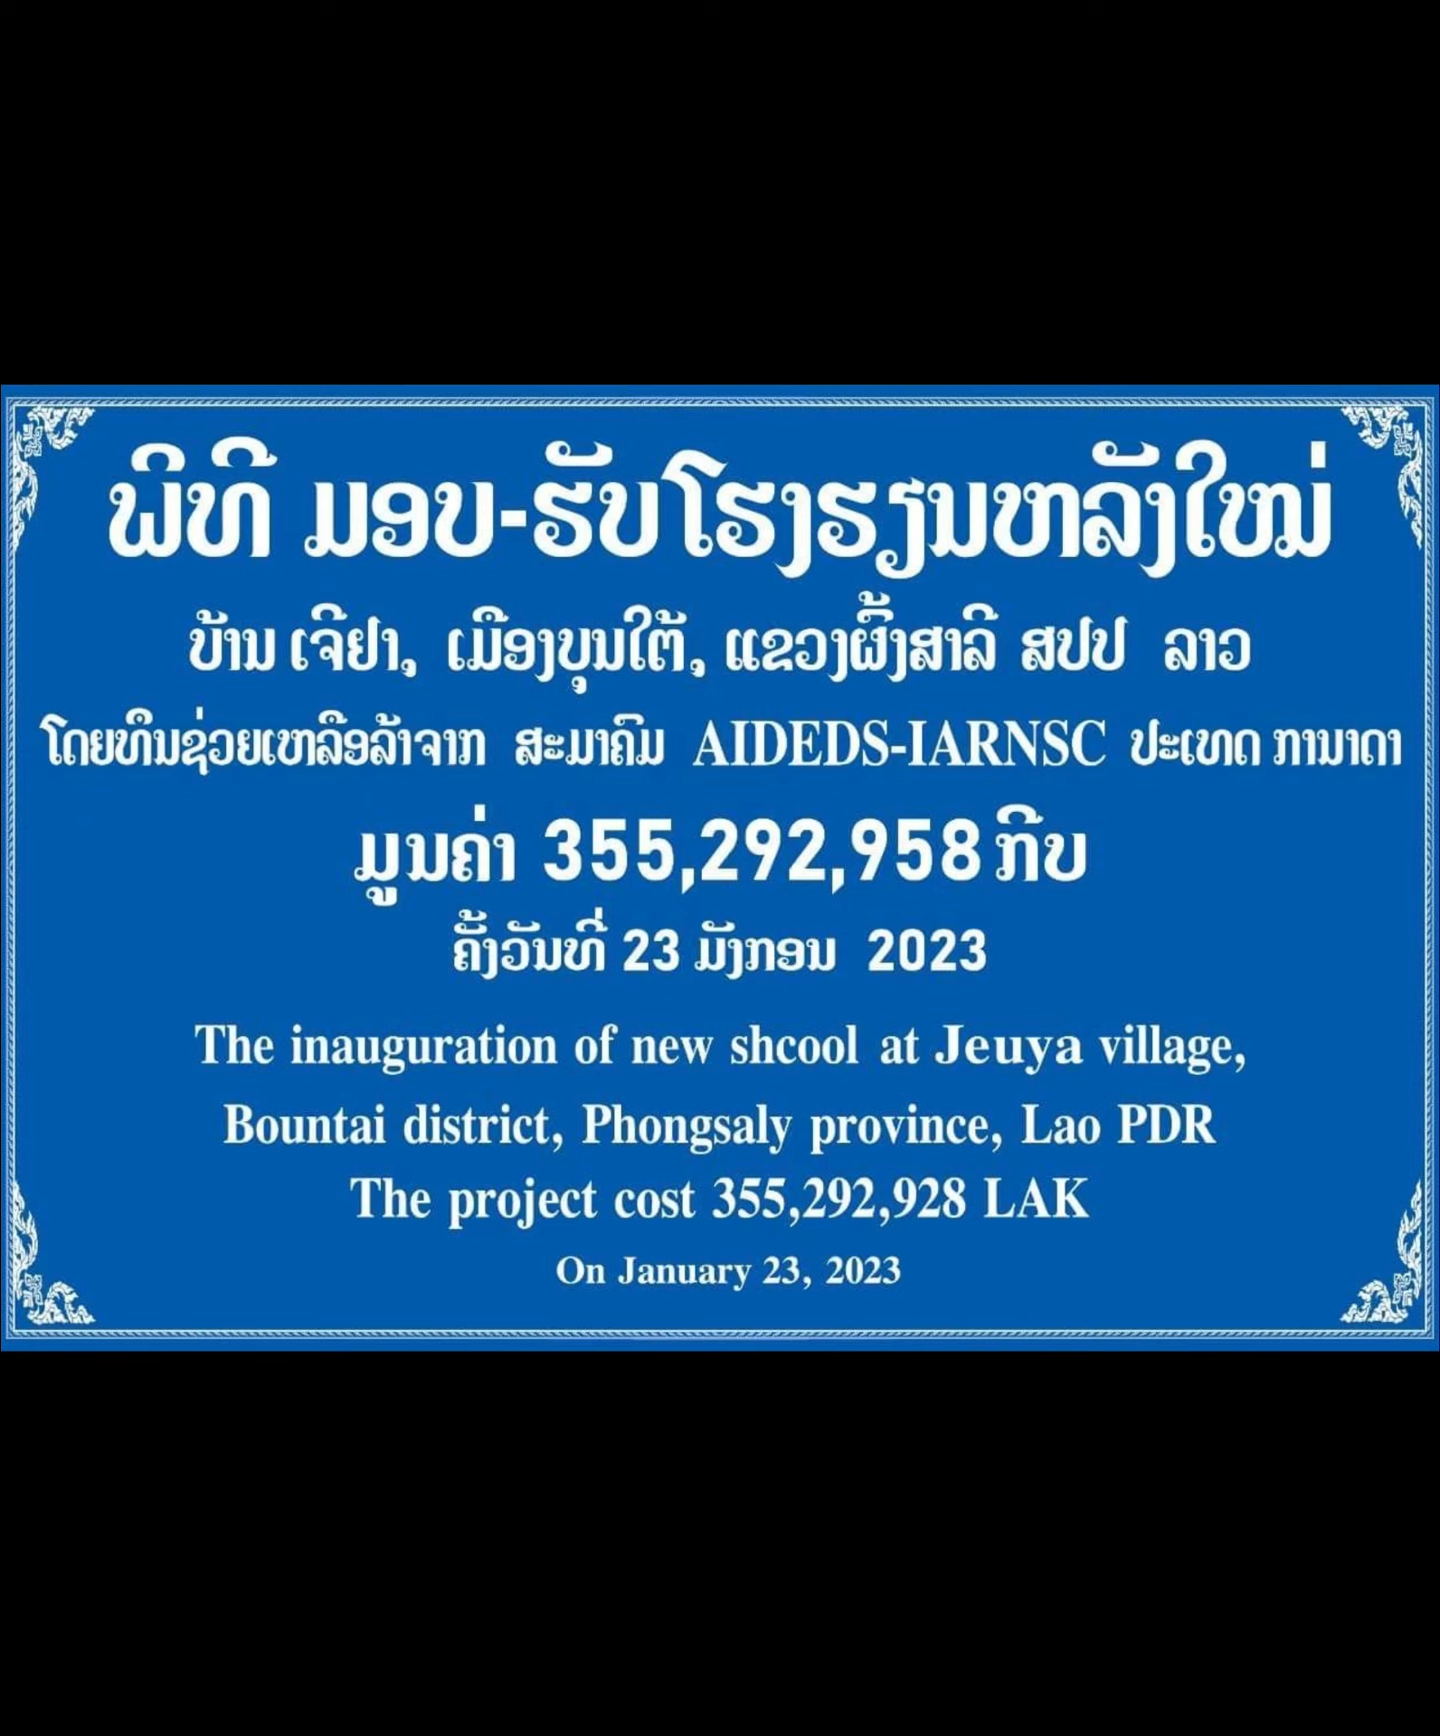 ພິທີ ມອບ-ຮັບໂຮງຮຽນຫລັງໃໝ່
ບ້ານ ເຈີຢາ, ເມືອງບຸນໃຕ້, ແຂວງຜົ້ງສາລີ ສປປ ລາວ
ໂດຍທຶນຊ່ວຍເຫລືອລ້າຈາກ ສະມາຄົມ AIDEDS-IARNSC ປະເທດ ການາດາ
ມູນຄ່າ 355,292,958 ກີບ
ຄັ້ງວັນທີ່ 23 ມັງກອນ 2023
The inauguration of new shcool at Jeuya village,
Bountai district, Phongsaly province, Lao PDR
The project cost 355,292,928 LAK
On January 23, 2023